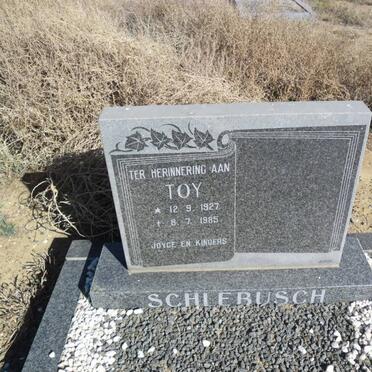 TER HERINNERING AAN
TOY
★ 12. 9. 1927
† 8. 7. 1985
JOYCE EN KINDERS
SCHLEBUSCH